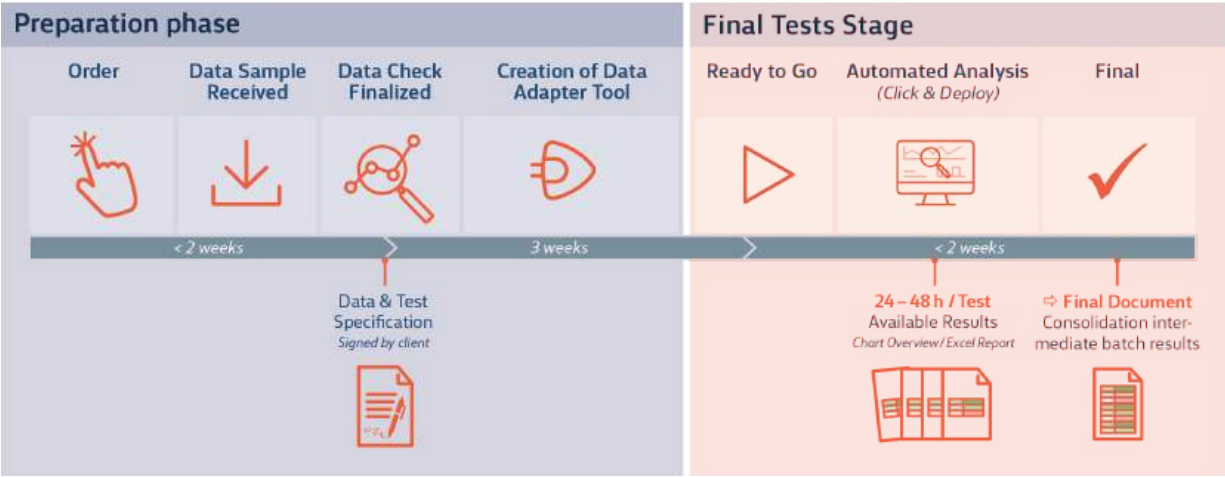 Preparation phase
Final Tests Stage
Order
Data Sample
Received
Data Check
Finalized
Creation of Data
Adapter Tool
Ready to Go
Automated Analysis
(Click & Deploy)
Final
< 2 weeks
3 weeks
< 2 weeks
Data & Test
Specification
Signed by client
24 – 48 h / Test
Available Results
Chart Overview/Excel Report
⇨ Final Document
Consolidation inter-
mediate batch results